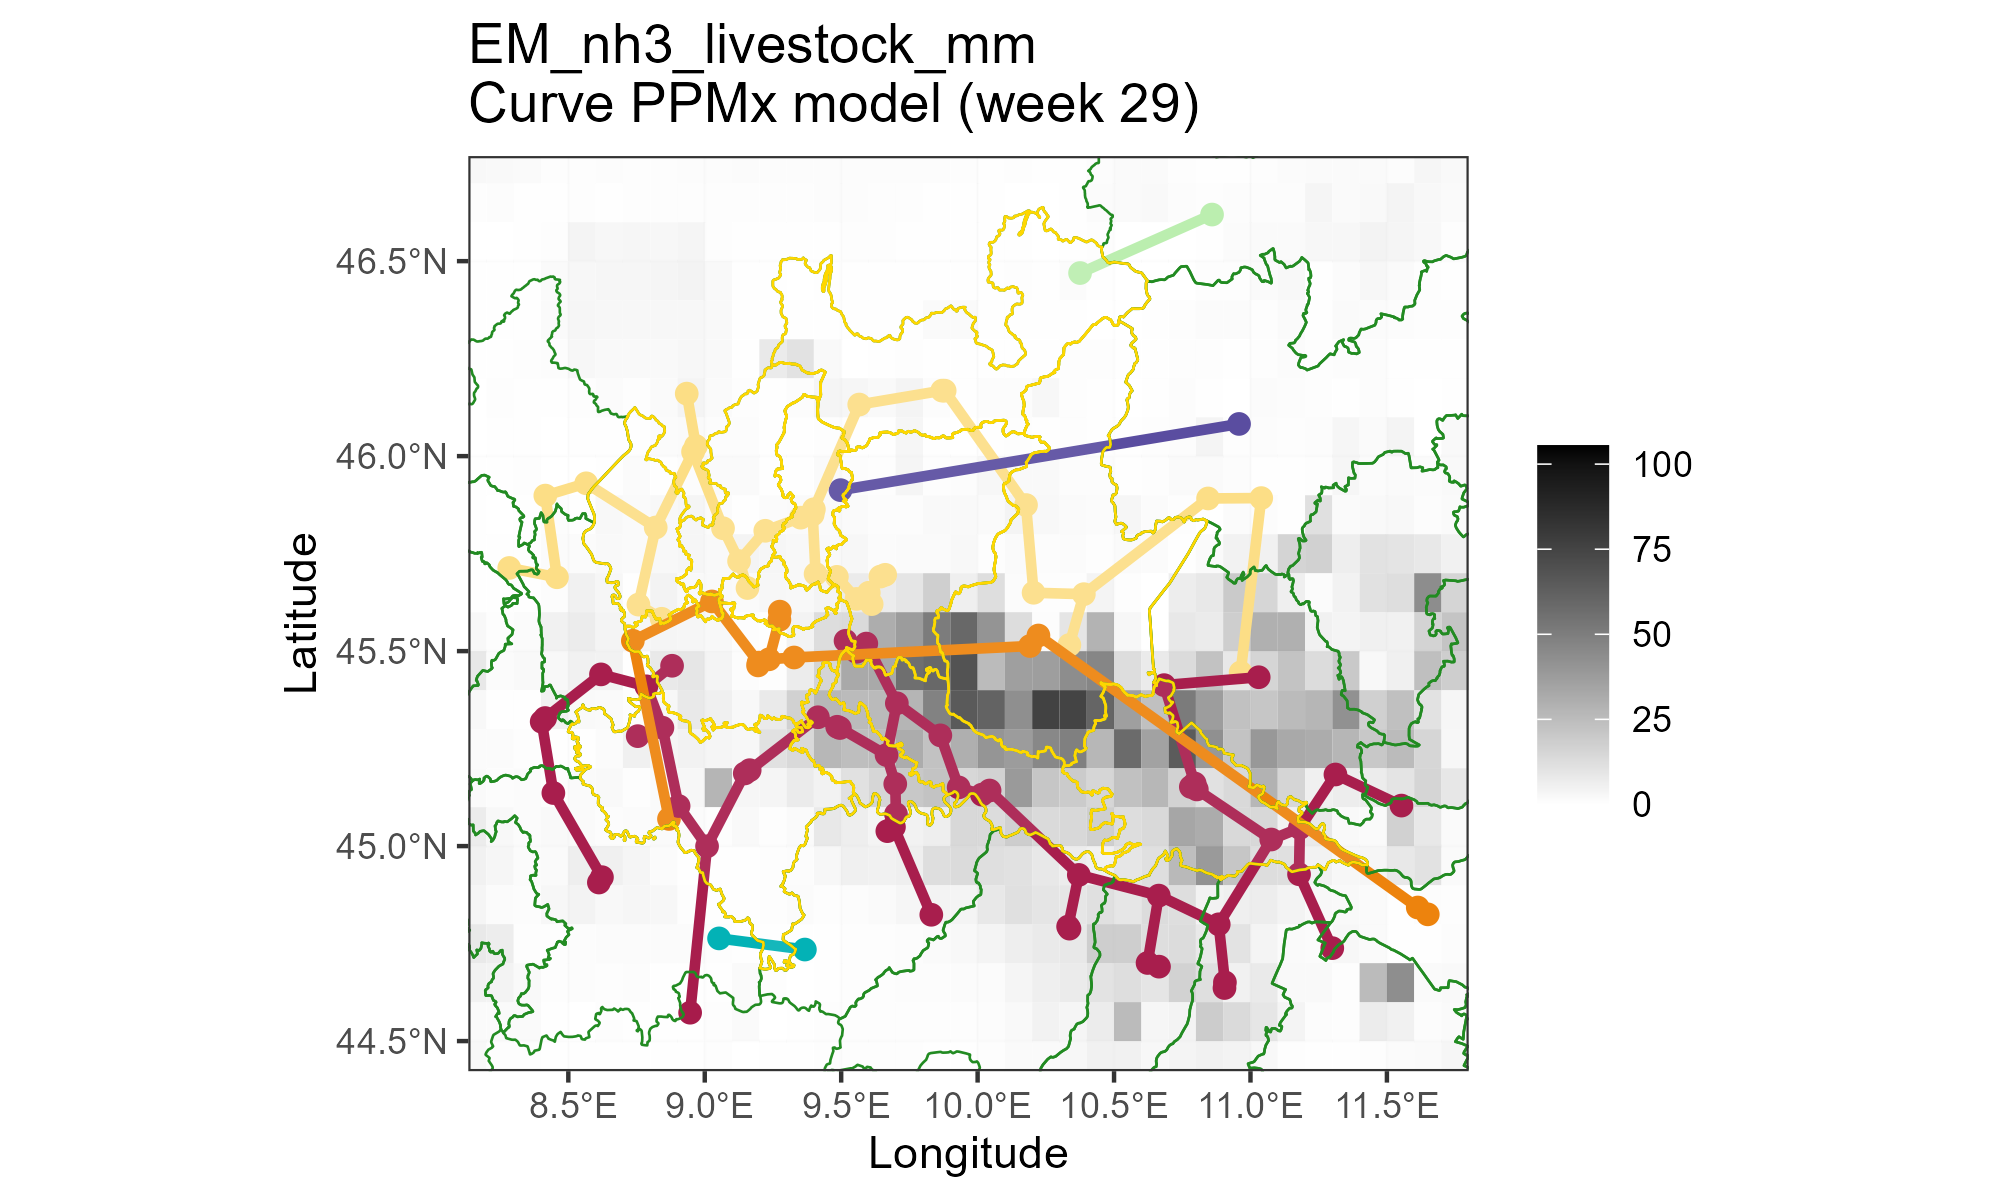 EM_nh3_livestock_mm
Curve PPMx model (week 29)
Latitude
46.5°N
46.0°N
45.5°N
45.0°N
44.5°N
8.5°E 9.0°E 9.5°E 10.0°E 10.5°E 11.0°E 11.5°E
Longitude
100
75
50
25
0